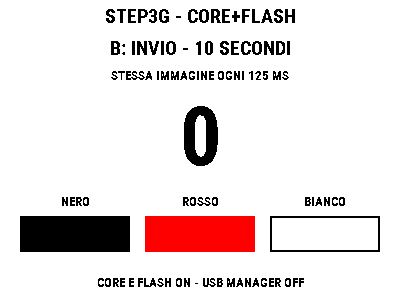 STEP3G - CORE+FLASH
B: INVIO - 10 SECONDI
STESSA IMMAGINE OGNI 125 MS
0
NERO ROSSO BIANCO
CORE E FLASH ON - USB MANAGER OFF